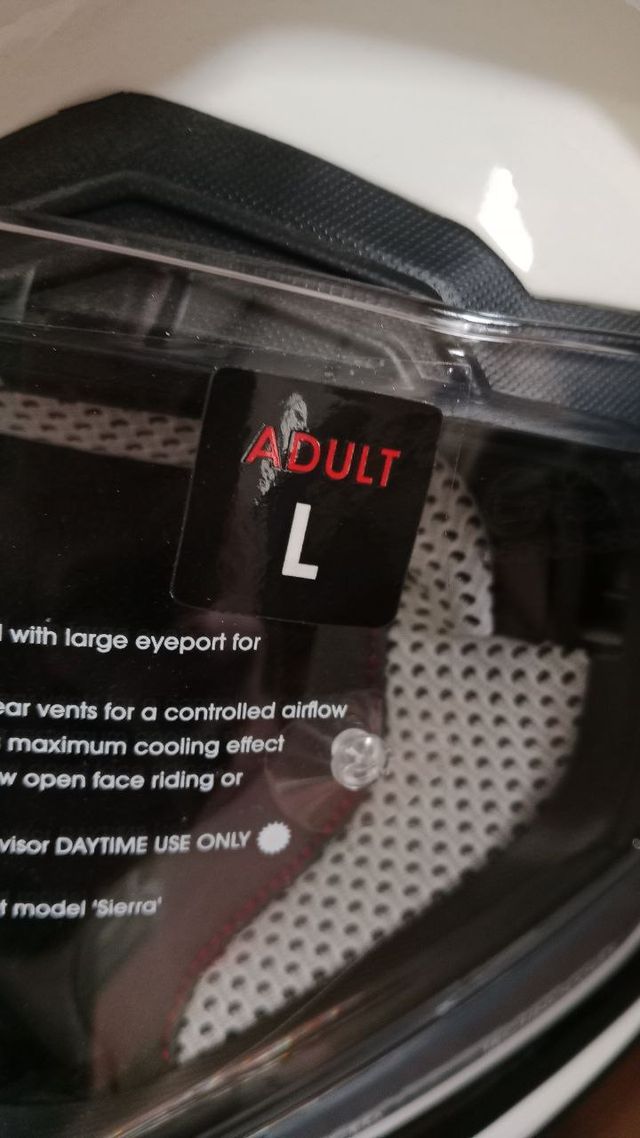 ADULT
L
with large eyeport for
ear vents for a controlled airflow
maximum cooling effect
w open face riding or
visor DAYTIME USE ONLY
t model ‘Sierra’